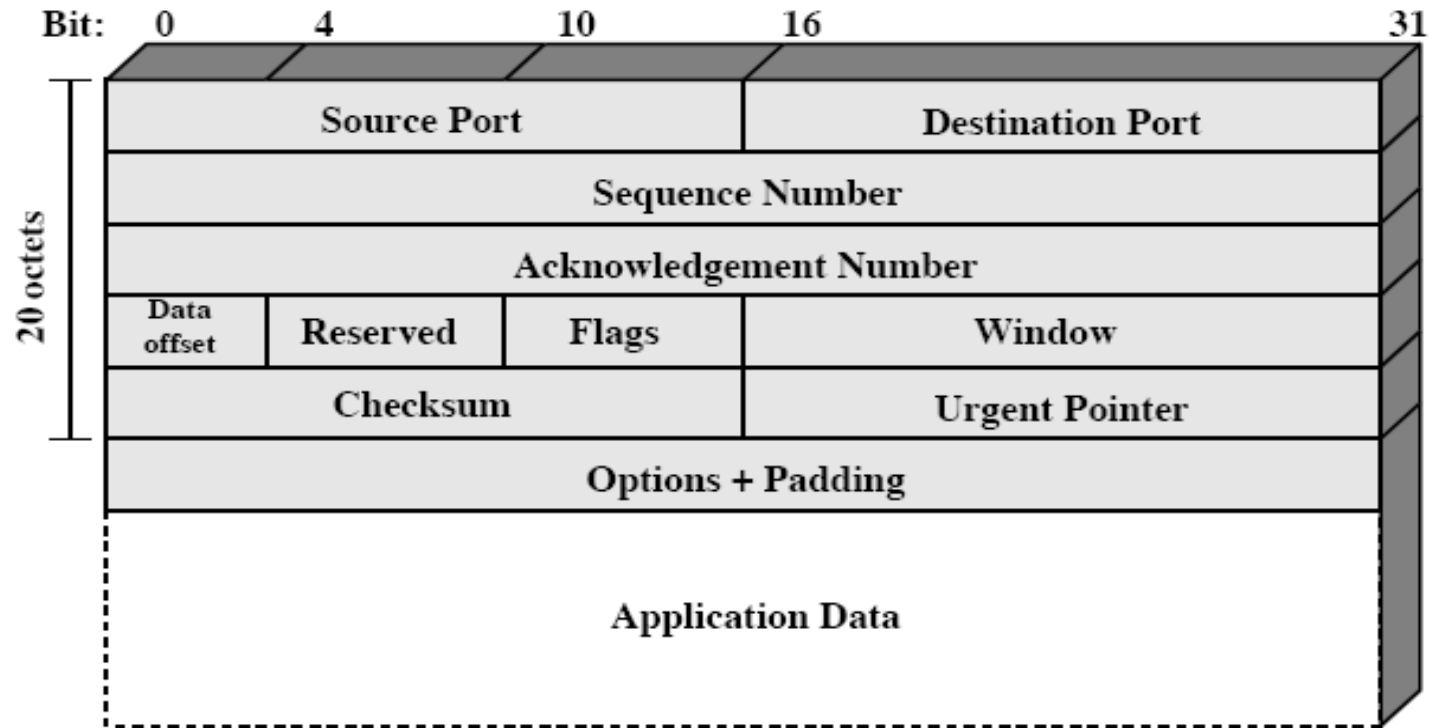 Bit: 0 4 10 16 31
Source Port Destination Port
Sequence Number
Acknowledgement Number
Data offset Reserved Flags Window
Checksum Urgent Pointer
Options + Padding
Application Data
20 octets